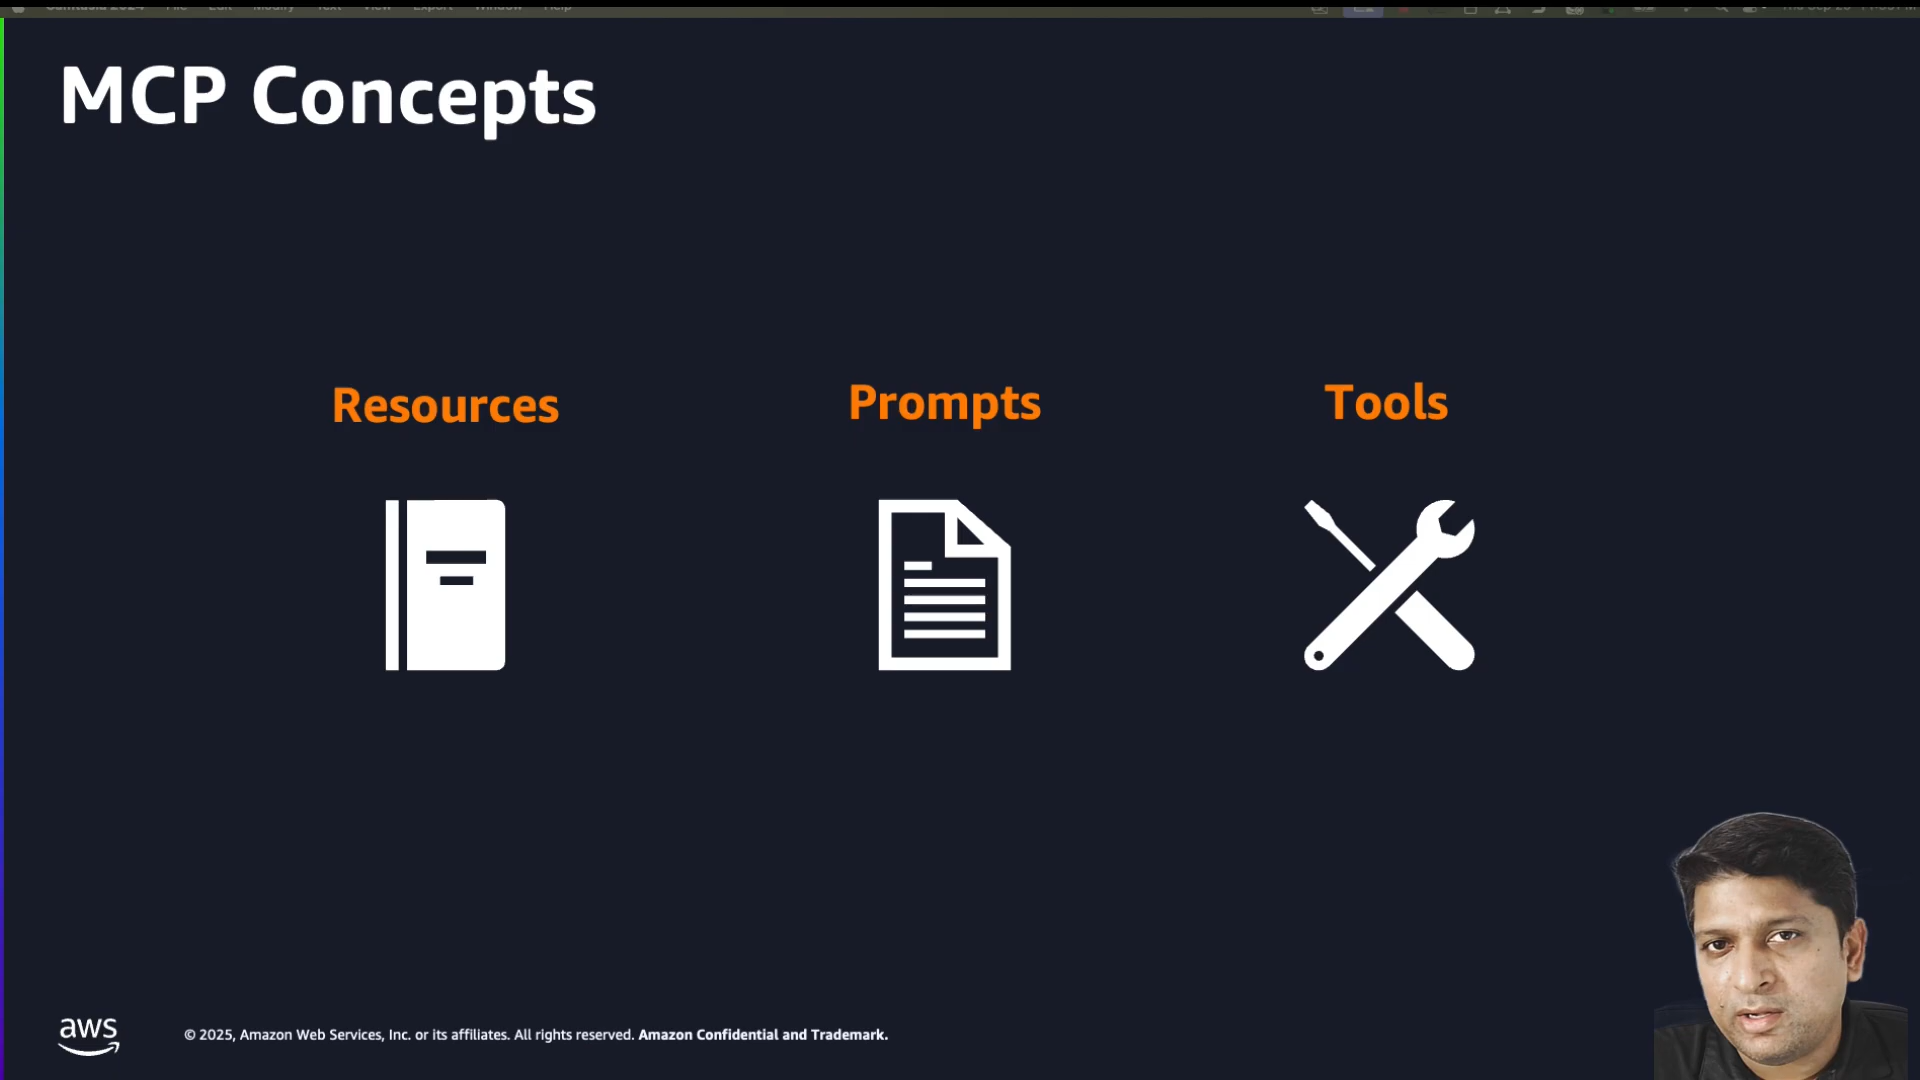 MCP Concepts
Resources
Prompts
Tools
aws
© 2025, Amazon Web Services, Inc. or its affiliates. All rights reserved. Amazon Confidential and Trademark.